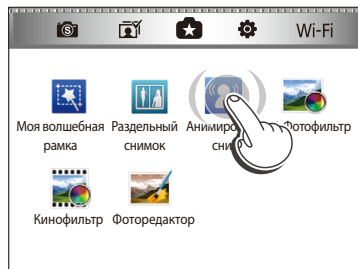 Wi-Fi
Моя волшебная Раздельный Фотофильтр
рамка снимок
Кинофильтр Фоторедактор